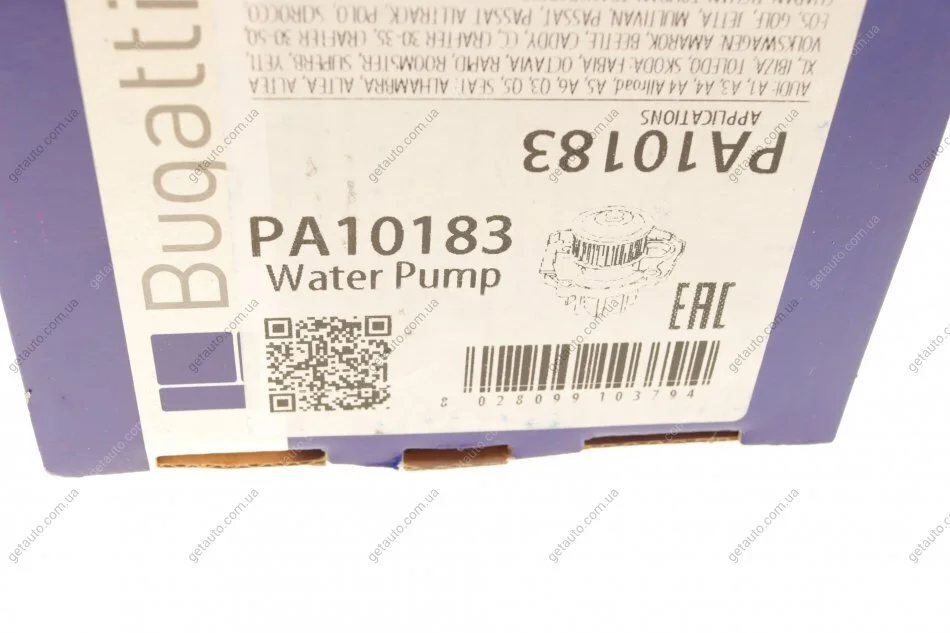 Bugatti
PA10183
Water Pump
EAC
8 028099 103794
PA10183
APPLICATIONS
AUDI: A1, A3, A4, A4 Allroad, A5, A6, Q3, Q5, SEAT: ALHAMBRA, ALTEA, ALTEA
XL, IBIZA, TOLEDO, SKODA: FABIA, OCTAVIA, RAPID, ROOMSTER, SUPERB, YETI,
VOLKSWAGEN: AMAROK, BEETLE, CADDY, CC, CRAFTER 30-35, CRAFTER 30-50,
EOS, GOLF, JETTA, MULTIVAN, PASSAT, PASSAT ALLTRACK, POLO, SCIROCCO,
getauto.com.ua